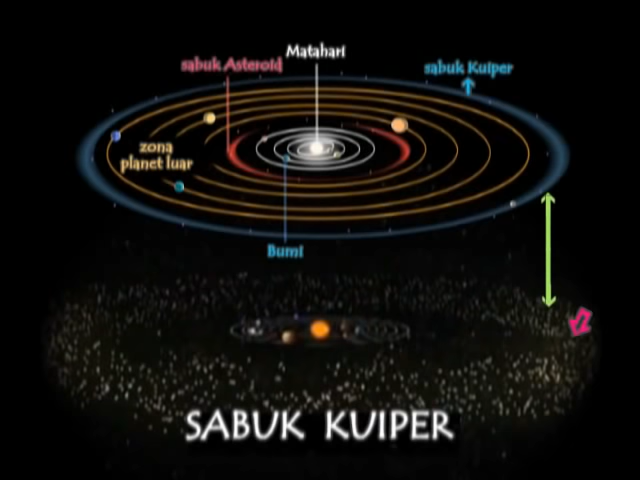 Matahari
sabuk Asteroid
sabuk Kuiper
zona
planet luar
Bumi
SABUK KUIPER